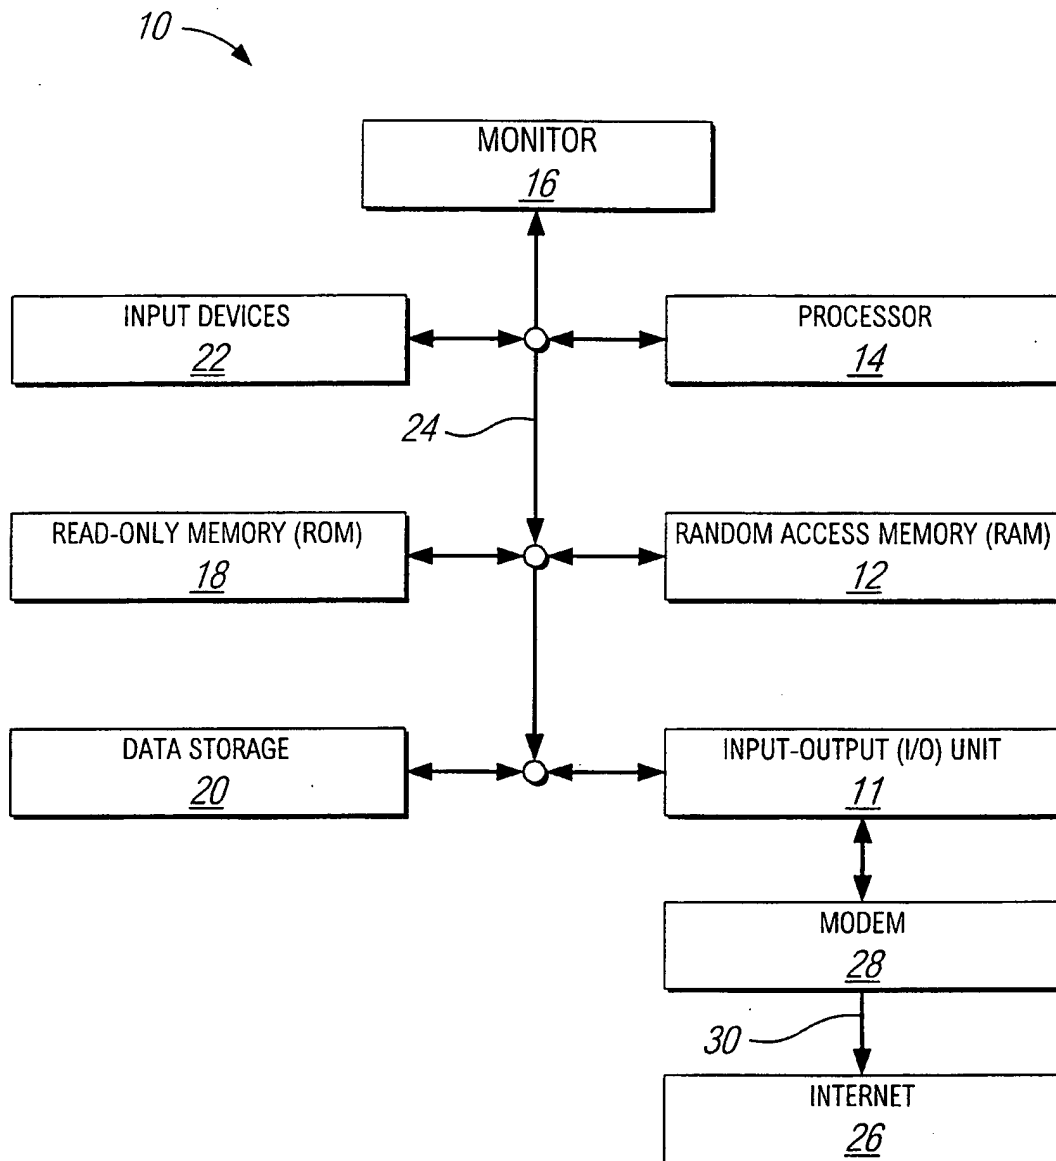 10
MONITOR
16
INPUT DEVICES
22
PROCESSOR
14
24
READ-ONLY MEMORY (ROM)
18
RANDOM ACCESS MEMORY (RAM)
12
DATA STORAGE
20
INPUT-OUTPUT (I/O) UNIT
11
MODEM
28
30
INTERNET
26